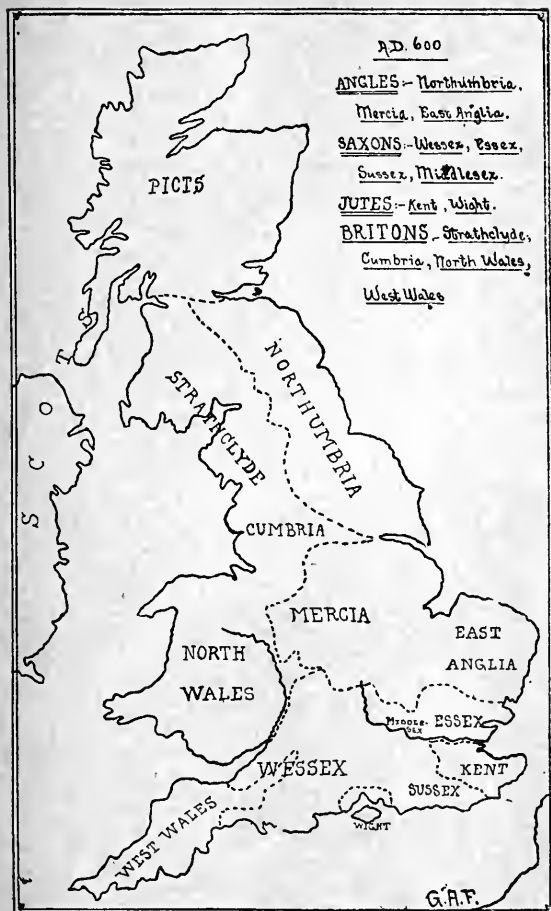 A.D. 600
ANGLES:- Northumbria,
Mercia, East Anglia.
SAXONS:- Wessex, Essex,
Sussex, Middlesex.
JUTES:- Kent, Wight.
BRITONS.- Strathclyde,
Cumbria, North Wales,
West Wales
PICTS
SCOTS
STRATHCLYDE
NORTHUMBRIA
CUMBRIA
MERCIA
EAST
ANGLIA
NORTH
WALES
MIDDLE-
SEX
ESSEX
WESSEX
KENT
SUSSEX
WEST WALES
WIGHT
G.A.F.